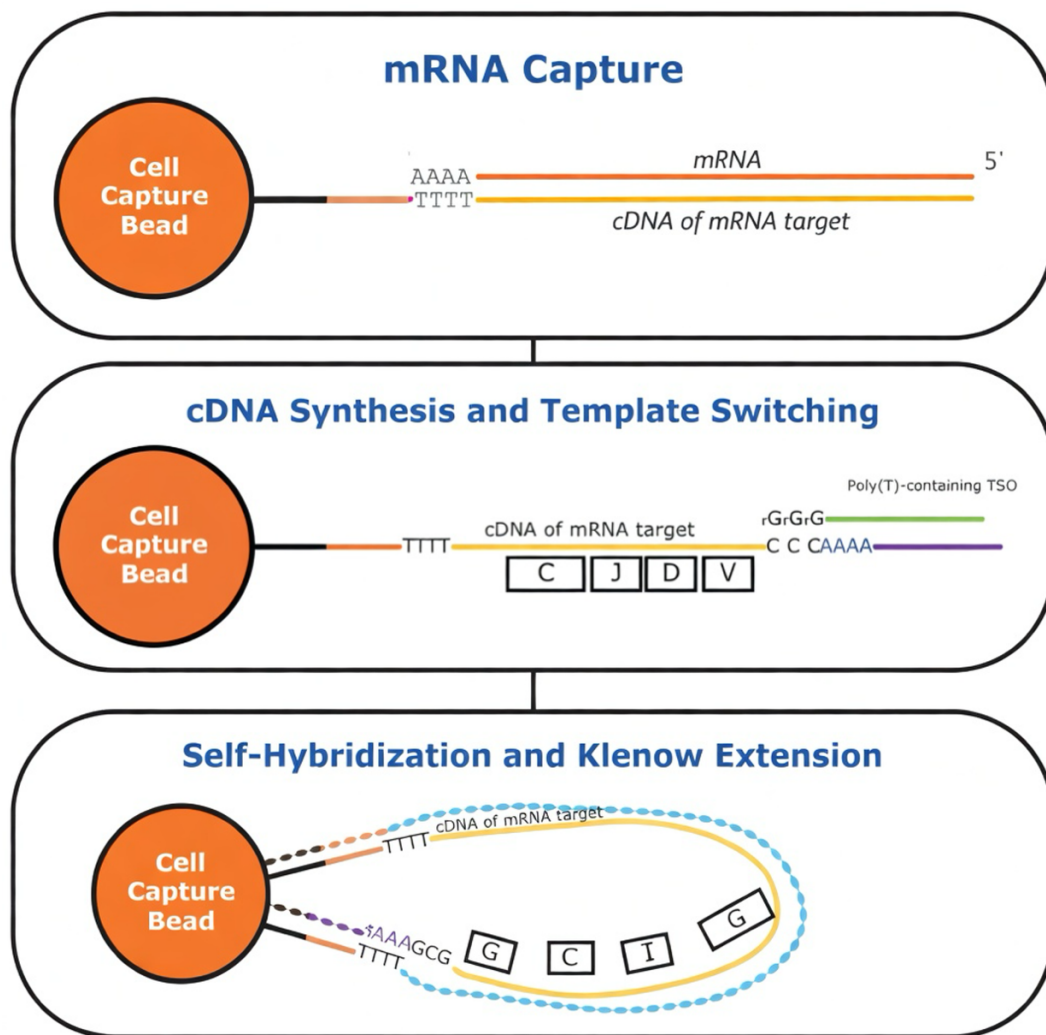 mRNA Capture
Cell
Capture
Bead
AAAA
TTTT
mRNA
5'
cDNA of mRNA target
cDNA Synthesis and Template Switching
Cell
Capture
Bead
TTTT
cDNA of mRNA target
C J D V
Poly(T)-containing TSO
rGrGrG
C C CAAAA
Self-Hybridization and Klenow Extension
Cell
Capture
Bead
TTTT
cDNA of mRNA target
AAAGCG
TTTT
G C I G